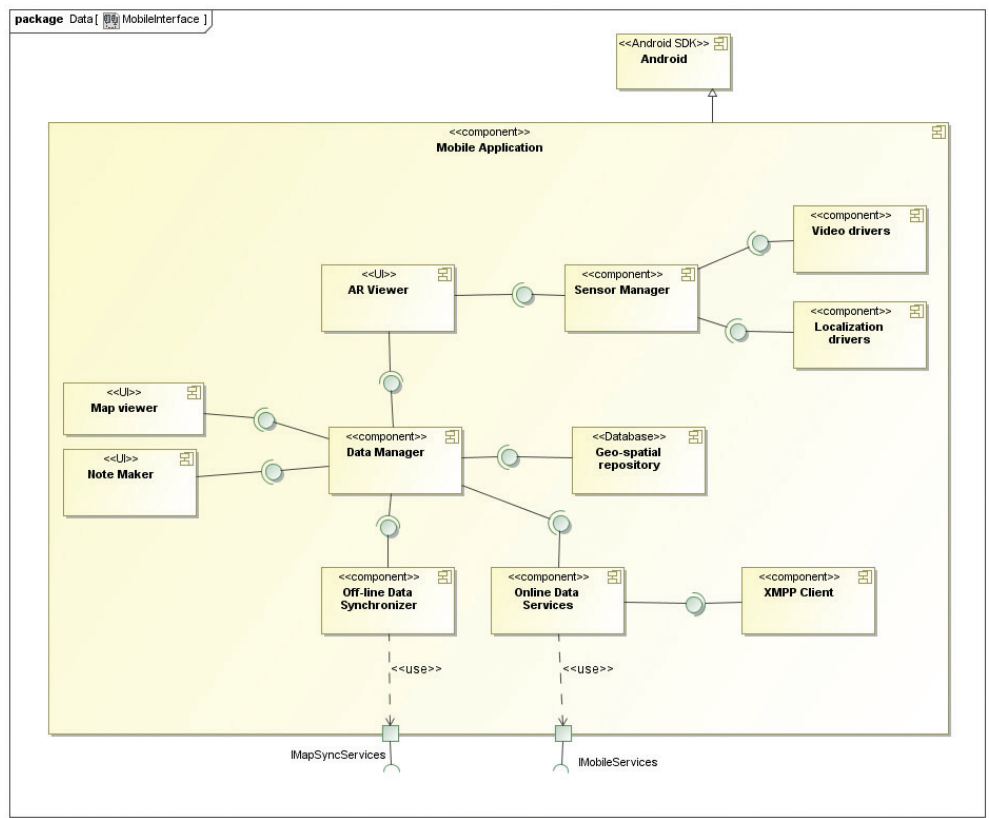 package Data [ MobileInterface ]
<<Android SDK>>
Android
<<component>>
Mobile Application
<<component>>
Video drivers
<<UI>>
AR Viewer
<<component>>
Sensor Manager
<<component>>
Localization
drivers
<<UI>>
Map viewer
<<component>>
Data Manager
<<Database>>
Geo-spatial
repository
<<UI>>
Note Maker
<<component>>
Off-line Data
Synchronizer
<<component>>
Online Data
Services
<<component>>
XMPP Client
<<use>>
<<use>>
IMapSyncServices
IMobileServices